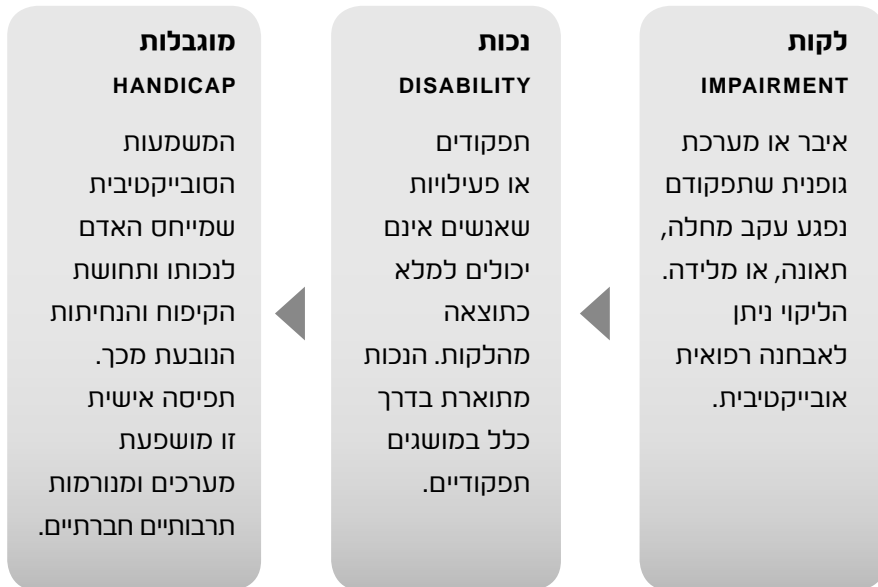 לקות
IMPAIRMENT
איבר או מערכת
גופנית שתפקודם
נפגע עקב מחלה,
תאונה, או מלידה.
הליקוי ניתן
לאבחנה רפואית
אובייקטיבית.
נכות
DISABILITY
תפקודים
או פעילויות
שאנשים אינם
יכולים למלא
כתוצאה
מהלקות. הנכות
מתוארת בדרך
כלל במושגים
תפקודיים.
מוגבלות
HANDICAP
המשמעות
הסובייקטיבית
שמייחס האדם
לנכותו ותחושת
הקיפוח והנחיתות
הנובעת מכך.
תפיסה אישית
זו מושפעת
מערכים ומנורמות
תרבותיים חברתיים.